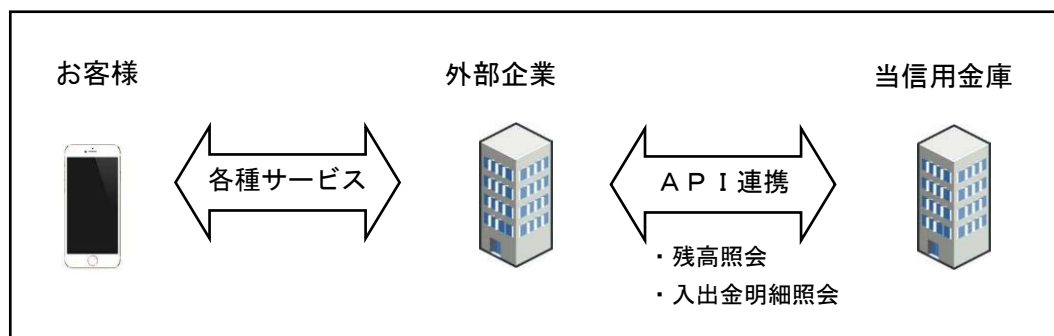 お客様
外部企業
当信用金庫
各種サービス
ＡＰＩ連携
・残高照会
・入出金明細照会